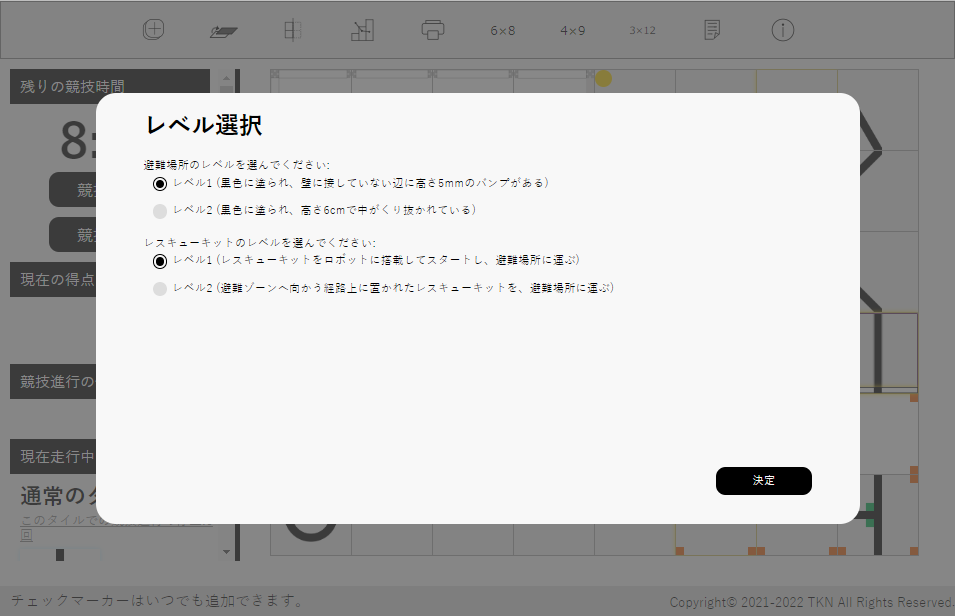 6×8
4×9
3×12
残りの競技時間
8:
レベル選択
避難場所のレベルを選んでください:
レベル1 (黒色に塗られ、壁に接していない辺に高さ5mmのバンプがある)
レベル2 (黒色に塗られ、高さ6cmで中がくり抜かれている)
レスキューキットのレベルを選んでください:
レベル1 (レスキューキットをロボットに搭載してスタートし、避難場所に運ぶ)
レベル2 (避難ゾーンへ向かう経路上に置かれたレスキューキットを、避難場所に運ぶ)
競
競
現在の得点
競技進行の
現在走行中
決定
通常の
このタイルで
回
チェックマーカーはいつでも追加できます。
Copyright© 2021-2022 TKN All Rights Reserved.